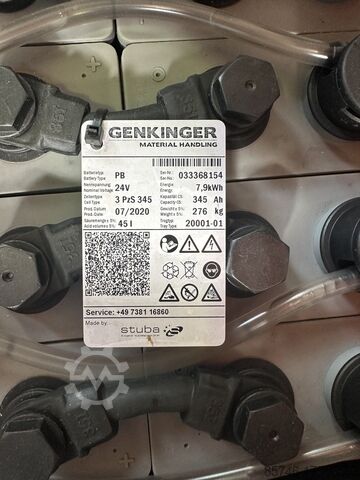 GENKINGER
MATERIAL HANDLING
Batterietyp: Battery Type: PB Ser-Nr.: 033368154
Nennspannung: Nominal Voltage: 24V Energie: Energy: 7,9kWh
Zellentyp: Cell Type: 3 PzS 345 Kapazität C5: Capacity C5: 345 Ah
Prod. Datum: Prod.-Date: 07/2020 Gewicht ± 5%: Weight ± 5%: 276 kg
Säuremenge ± 5%: Acid volumes ± 5%: 45 l Trogtyp: Tray Type: 20001-01
Service: +49 7381 16860
Made by: stuba
35Y